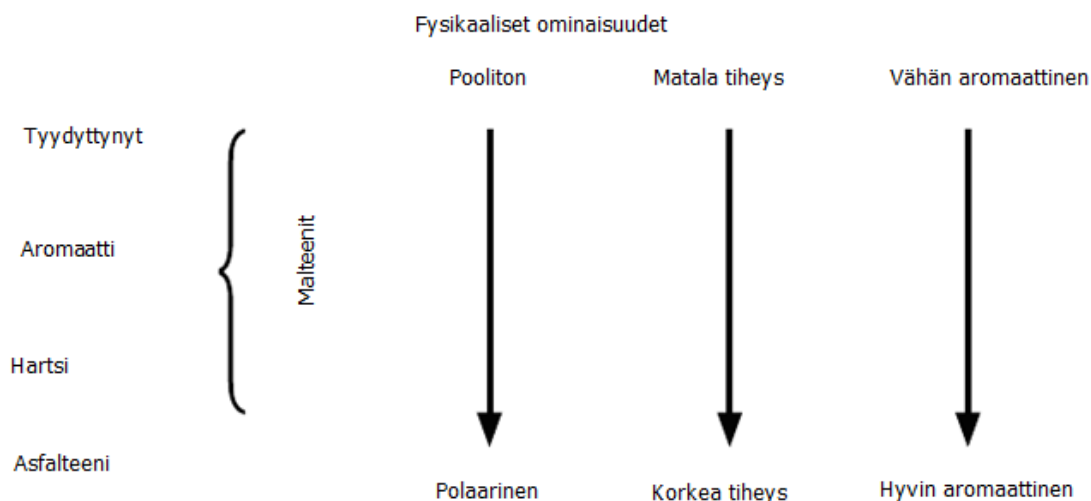 Fysikaaliset ominaisuudet
Pooliton Matala tiheys Vähän aromaattinen
Tyydyttynyt
Aromaatti
Malteenit
Hartsi
Asfalteeni
Polaarinen Korkea tiheys Hyvin aromaattinen